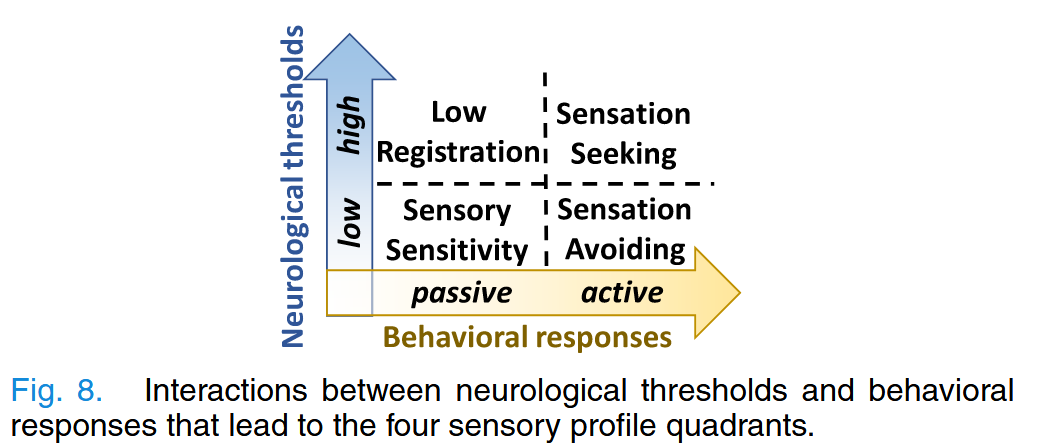 Neurological thresholds
high
low
Low
Registration
Sensation
Seeking
Sensory
Sensitivity
Sensation
Avoiding
passive
active
Behavioral responses
Fig. 8. Interactions between neurological thresholds and behavioral
responses that lead to the four sensory profile quadrants.